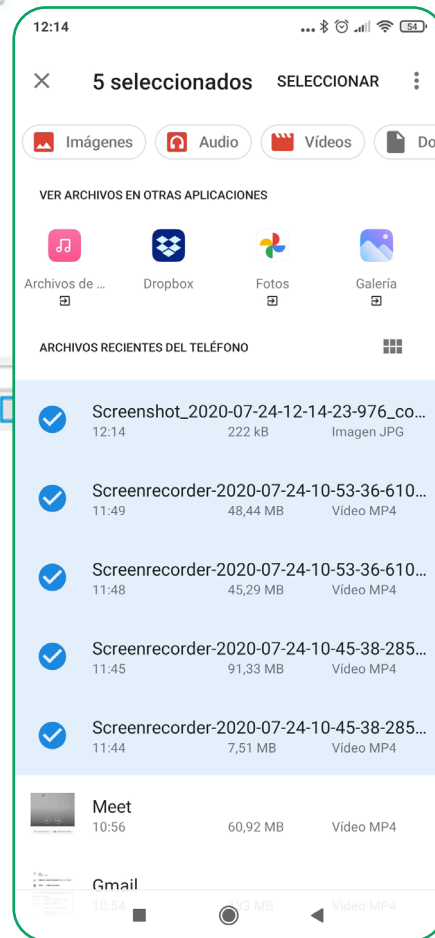 12:14
54
5 seleccionados SELECCIONAR
Imágenes Audio Vídeos Do
VER ARCHIVOS EN OTRAS APLICACIONES
Archivos de ... Dropbox Fotos Galería
ARCHIVOS RECIENTES DEL TELÉFONO
Screenshot_2020-07-24-12-14-23-976_co...
12:14 222 kB Imagen JPG
Screenrecorder-2020-07-24-10-53-36-610...
11:49 48,44 MB Vídeo MP4
Screenrecorder-2020-07-24-10-53-36-610...
11:48 45,29 MB Vídeo MP4
Screenrecorder-2020-07-24-10-45-38-285...
11:45 91,33 MB Vídeo MP4
Screenrecorder-2020-07-24-10-45-38-285...
11:44 7,51 MB Vídeo MP4
Meet
10:56 60,92 MB Vídeo MP4
Gmail
10:54 133 MB Vídeo MP4